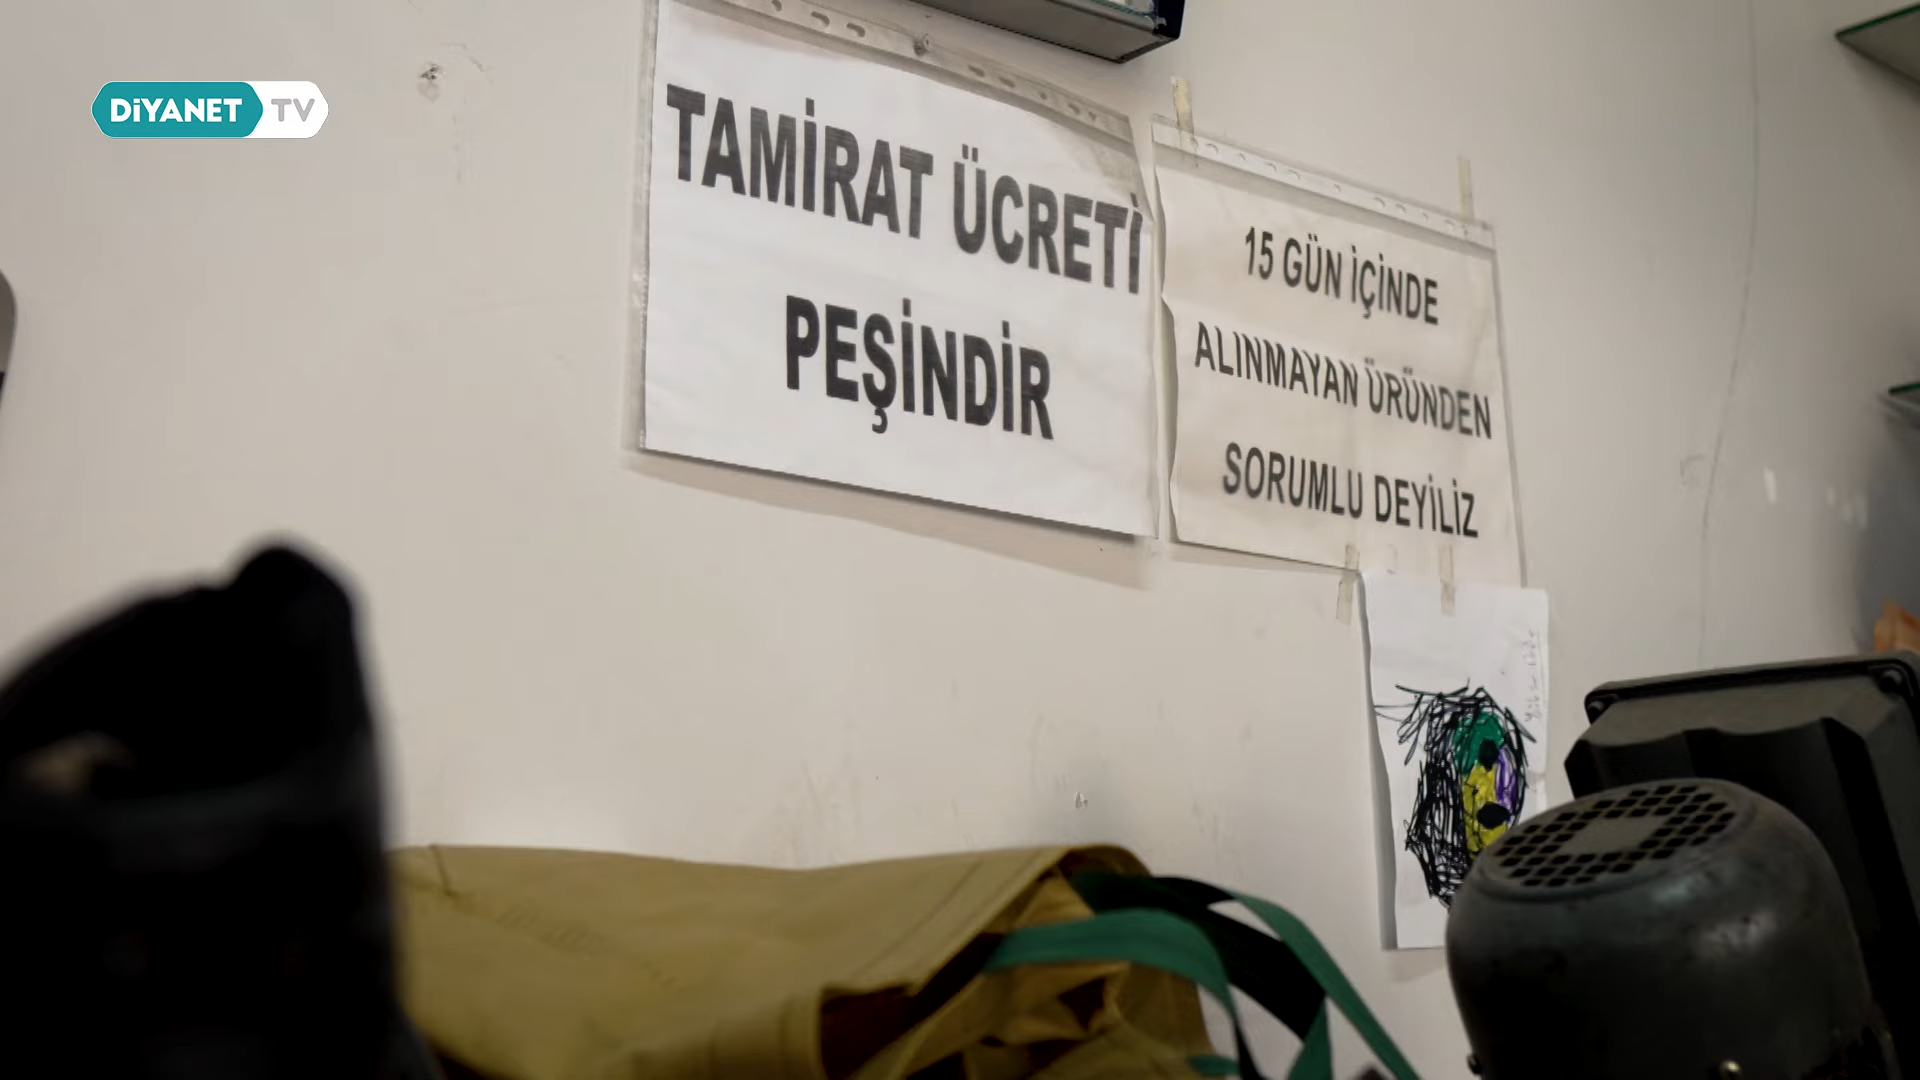 DİYANET TV
TAMİRAT ÜCRETİ
PEŞİNDİR
15 GÜN İÇİNDE
ALINMAYAN ÜRÜNDEN
SORUMLU DEYİLİZ